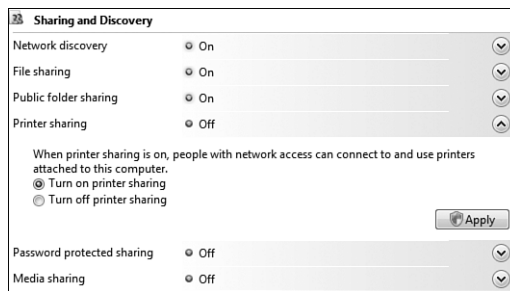 Sharing and Discovery
Network discovery On
File sharing On
Public folder sharing On
Printer sharing Off
When printer sharing is on, people with network access can connect to and use printers
attached to this computer.
Turn on printer sharing
Turn off printer sharing
Apply
Password protected sharing Off
Media sharing Off